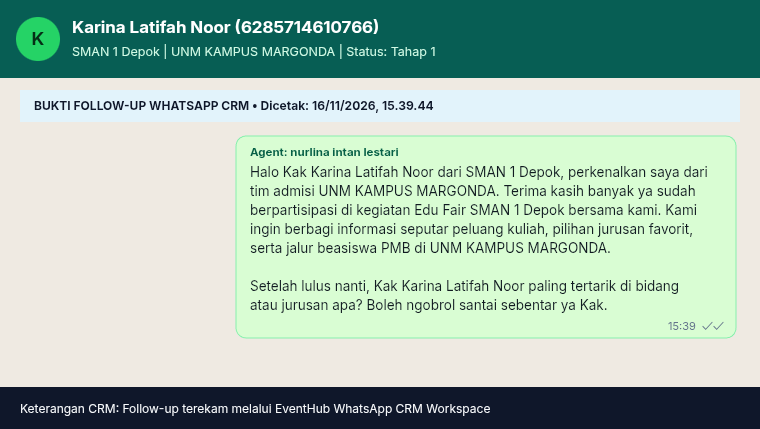 K
Karina Latifah Noor (6285714610766)
SMAN 1 Depok | UNM KAMPUS MARGONDA | Status: Tahap 1
BUKTI FOLLOW-UP WHATSAPP CRM • Dicetak: 16/11/2026, 15.39.44
Agent: nurlina intan lestari
Halo Kak Karina Latifah Noor dari SMAN 1 Depok, perkenalkan saya dari
tim admisi UNM KAMPUS MARGONDA. Terima kasih banyak ya sudah
berpartisipasi di kegiatan Edu Fair SMAN 1 Depok bersama kami. Kami
ingin berbagi informasi seputar peluang kuliah, pilihan jurusan favorit,
serta jalur beasiswa PMB di UNM KAMPUS MARGONDA.
Setelah lulus nanti, Kak Karina Latifah Noor paling tertarik di bidang
atau jurusan apa? Boleh ngobrol santai sebentar ya Kak.
15:39
Keterangan CRM: Follow-up terekam melalui EventHub WhatsApp CRM Workspace